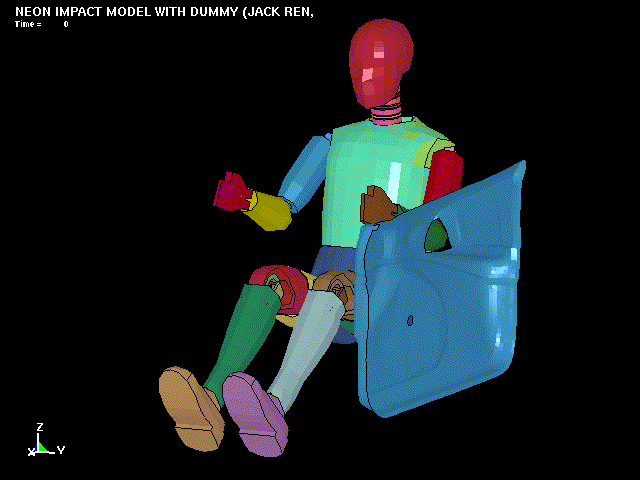 NEON IMPACT MODEL WITH DUMMY (JACK REN,
Time = 0
Z
X Y